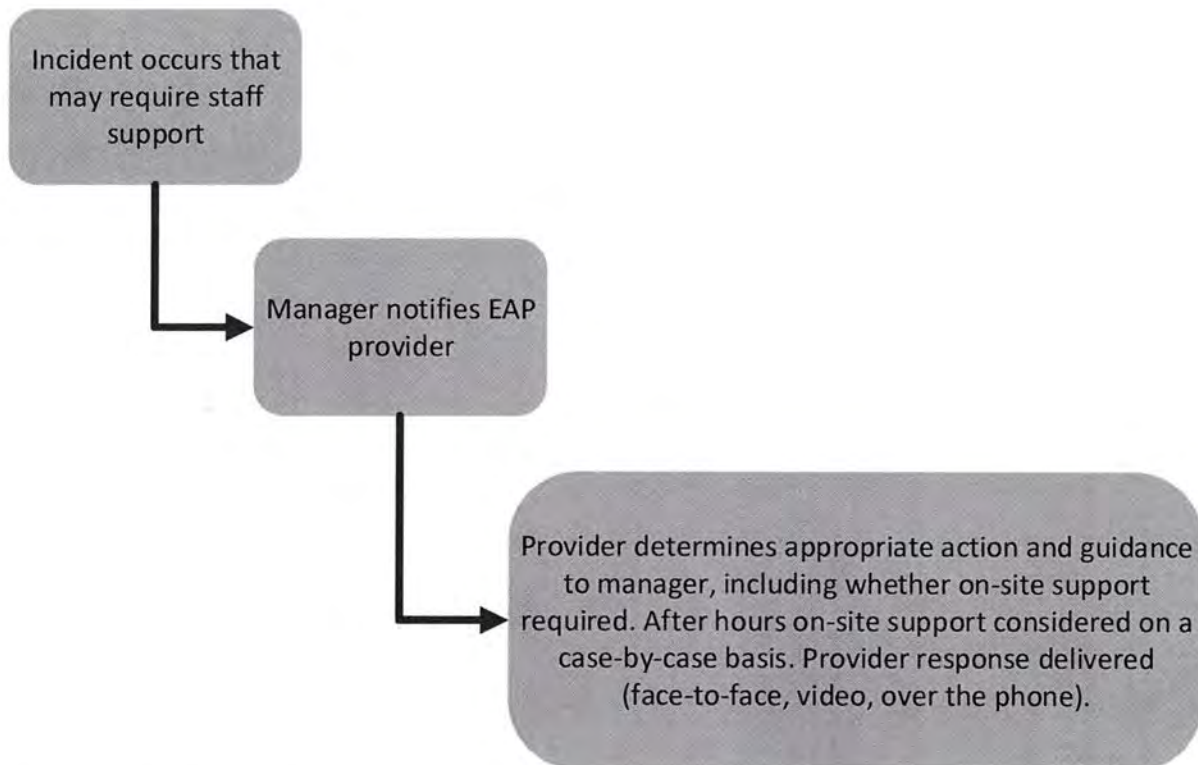 Incident occurs that
may require staff
support
Manager notifies EAP
provider
Provider determines appropriate action and guidance
to manager, including whether on-site support
required. After hours on-site support considered on a
case-by-case basis. Provider response delivered
(face-to-face, video, over the phone).